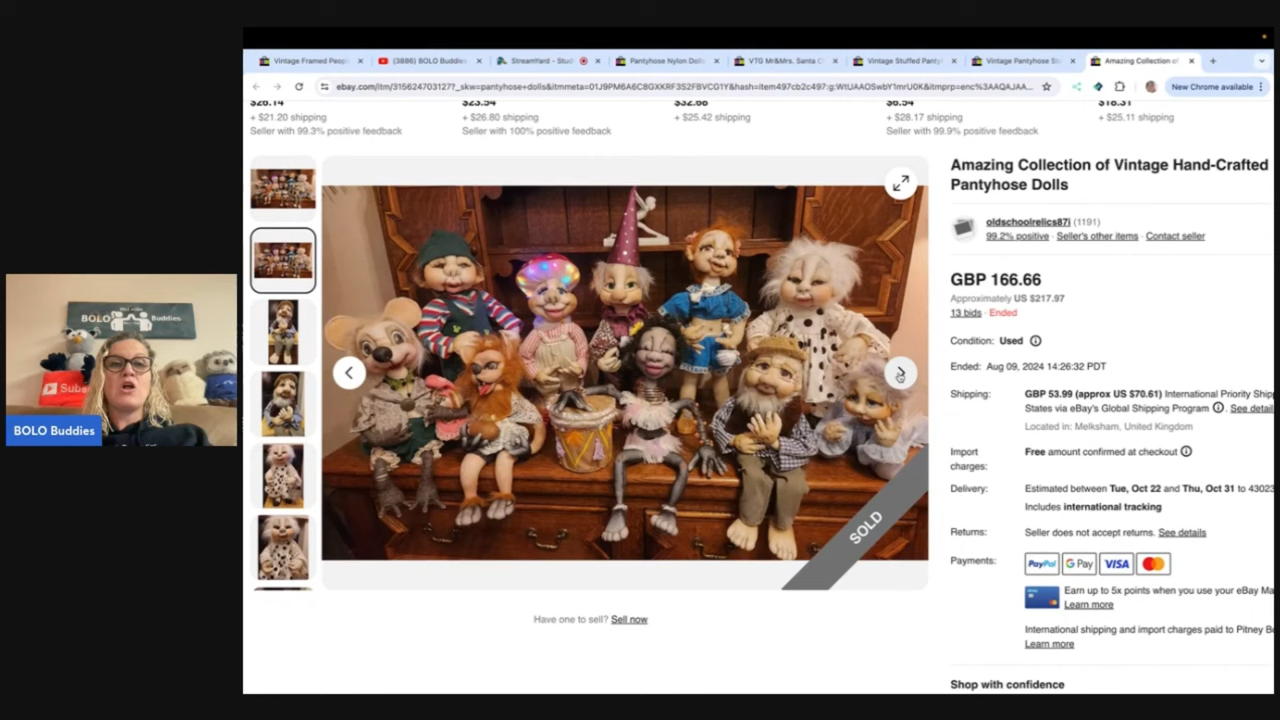 Vintage Framed Peop
(3886) BOLO Buddies
StreamYard - Stud
Pantyhose Nylon Doll
VTG Mr&Mrs. Santa C
Vintage Stuffed Panty
Vintage Pantyhose St
Amazing Collection of
New Chrome available
$26.14
$23.54
$32.68
$6.54
$18.31
+ $21.20 shipping
+ $26.80 shipping
+ $25.42 shipping
+ $28.17 shipping
+ $25.11 shipping
Seller with 99.3% positive feedback
Seller with 100% positive feedback
Seller with 99.9% positive feedback
Amazing Collection of Vintage Hand-Crafted
Pantyhose Dolls
oldschoolrelics87i (1191)
99.2% positive · Seller's other items · Contact seller
GBP 166.66
Approximately US $217.97
13 bids · Ended
Condition: Used
Ended: Aug 09, 2024 14:26:32 PDT
Shipping: GBP 53.99 (approx US $70.61) International Priority Ship
States via eBay's Global Shipping Program See detail
Located in: Melksham, United Kingdom
Import charges: Free amount confirmed at checkout
Delivery: Estimated between Tue, Oct 22 and Thu, Oct 31 to 43023
Includes international tracking
Returns: Seller does not accept returns. See details
Payments: PayPal G Pay VISA
Earn up to 5x points when you use your eBay Ma
Learn more
International shipping and import charges paid to Pitney B
Learn more
Shop with confidence
SOLD
Have one to sell? Sell now
BOLO Buddies
Subs
BOLO Buddies